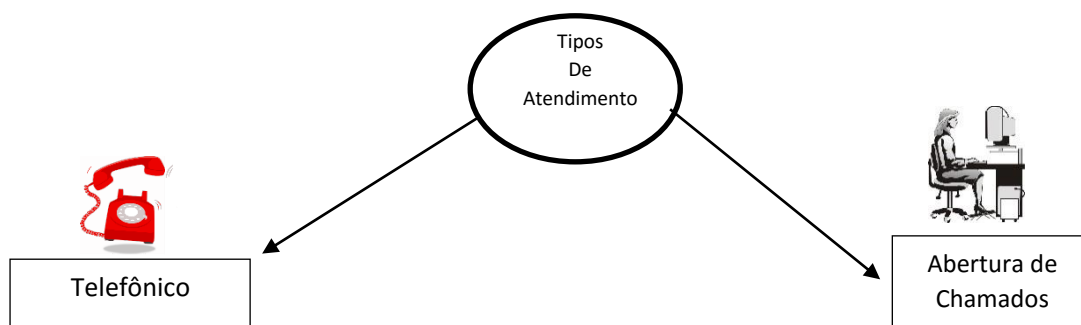 Tipos
De
Atendimento
Telefônico
Abertura de
Chamados